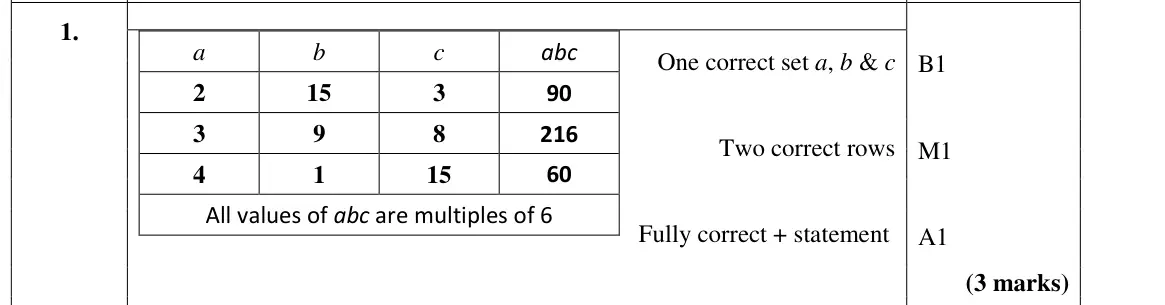 1.
a b c abc
2 15 3 90
3 9 8 216
4 1 15 60
All values of abc are multiples of 6
One correct set a, b & c B1
Two correct rows M1
Fully correct + statement A1
(3 marks)